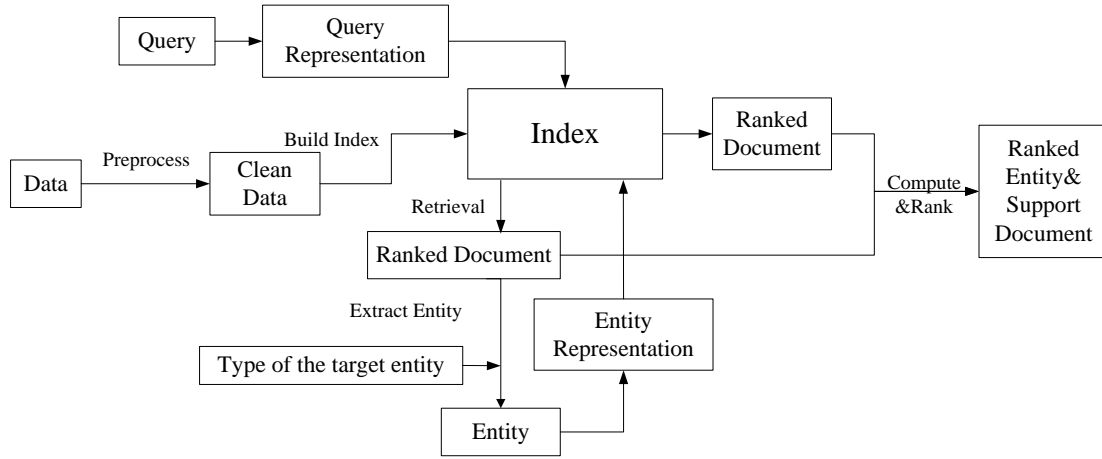 Query
Query
Representation
Index
Ranked
Document
Ranked
Entity&
Support
Document
Build Index
Preprocess
Data
Clean
Data
Compute
&Rank
Retrieval
Ranked Document
Extract Entity
Entity
Representation
Type of the target entity
Entity